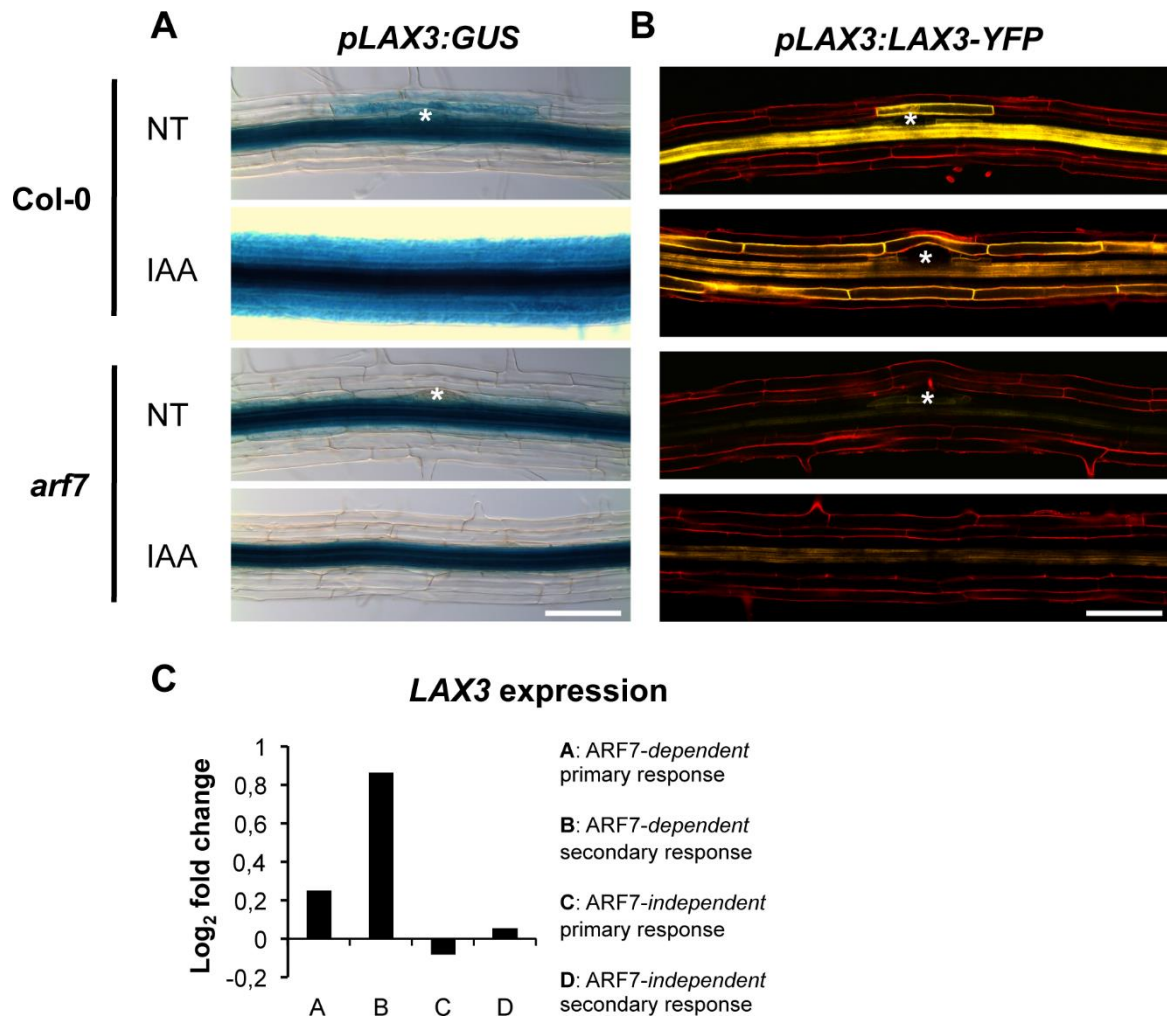 A
pLAX3:GUS
B
pLAX3:LAX3-YFP
Col-0
NT
*
*
IAA
*
arf7
NT
*
*
IAA
C
LAX3 expression
Log2 fold change
1
0,8
0,6
0,4
0,2
0
-0,2
A B C D
A: ARF7-dependent
primary response
B: ARF7-dependent
secondary response
C: ARF7-independent
primary response
D: ARF7-independent
secondary response